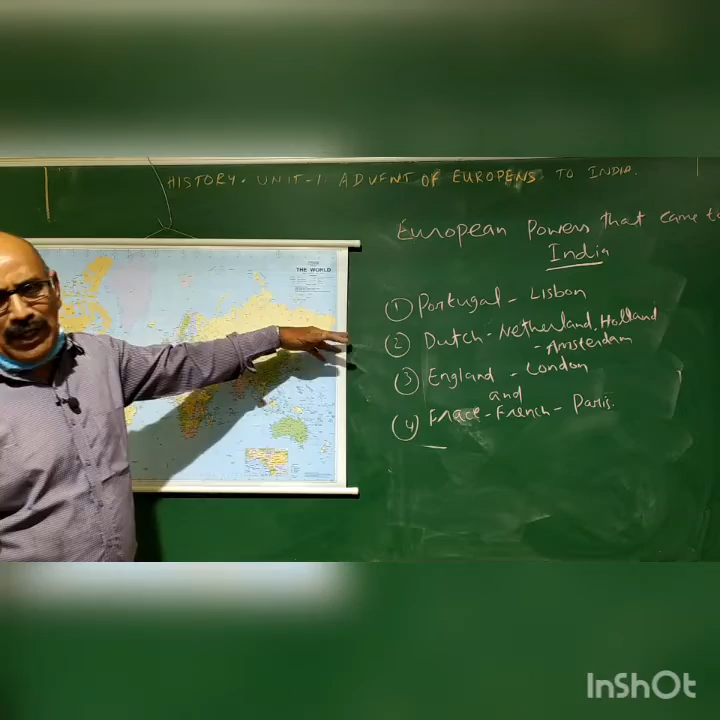 HISTORY. UNIT-1. ADVENT OF EUROPENS. TO INDIA.
European Powers that came to
India
① Portugal - Lisbon
② Dutch - Netherland, Holland
- Amsterdam
③ England - London
and
④ Frace - French - Paris.
THE WORLD
InShOt